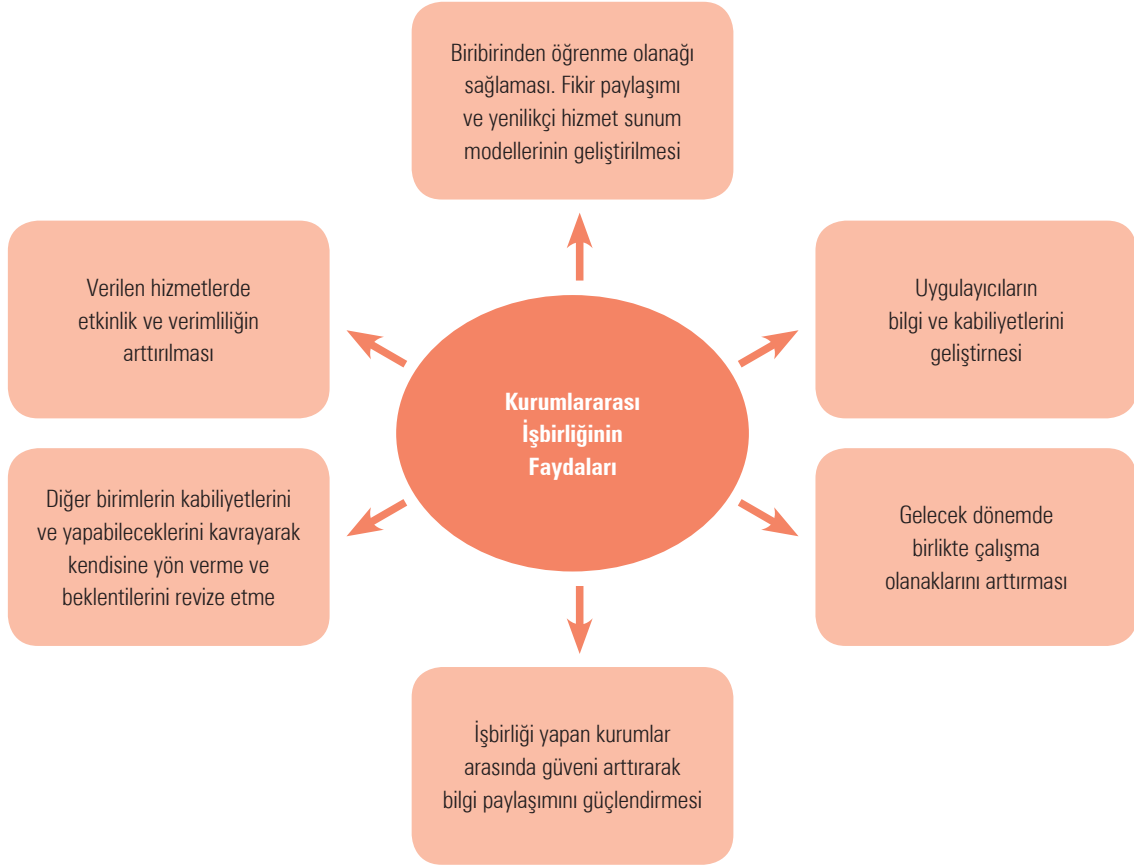 Biribirinden öğrenme olanağı
sağlaması. Fikir paylaşımı
ve yenilikçi hizmet sunum
modellerinin geliştirilmesi
Verilen hizmetlerde
etkinlik ve verimliliğin
arttırılması
Uygulayıcıların
bilgi ve kabiliyetlerini
geliştirnesi
Kurumlararası
İşbirliğinin
Faydaları
Diğer birimlerin kabiliyetlerini
ve yapabileceklerini kavrayarak
kendisine yön verme ve
beklentilerini revize etme
Gelecek dönemde
birlikte çalışma
olanaklarını arttırması
İşbirliği yapan kurumlar
arasında güveni arttırarak
bilgi paylaşımını güçlendirmesi